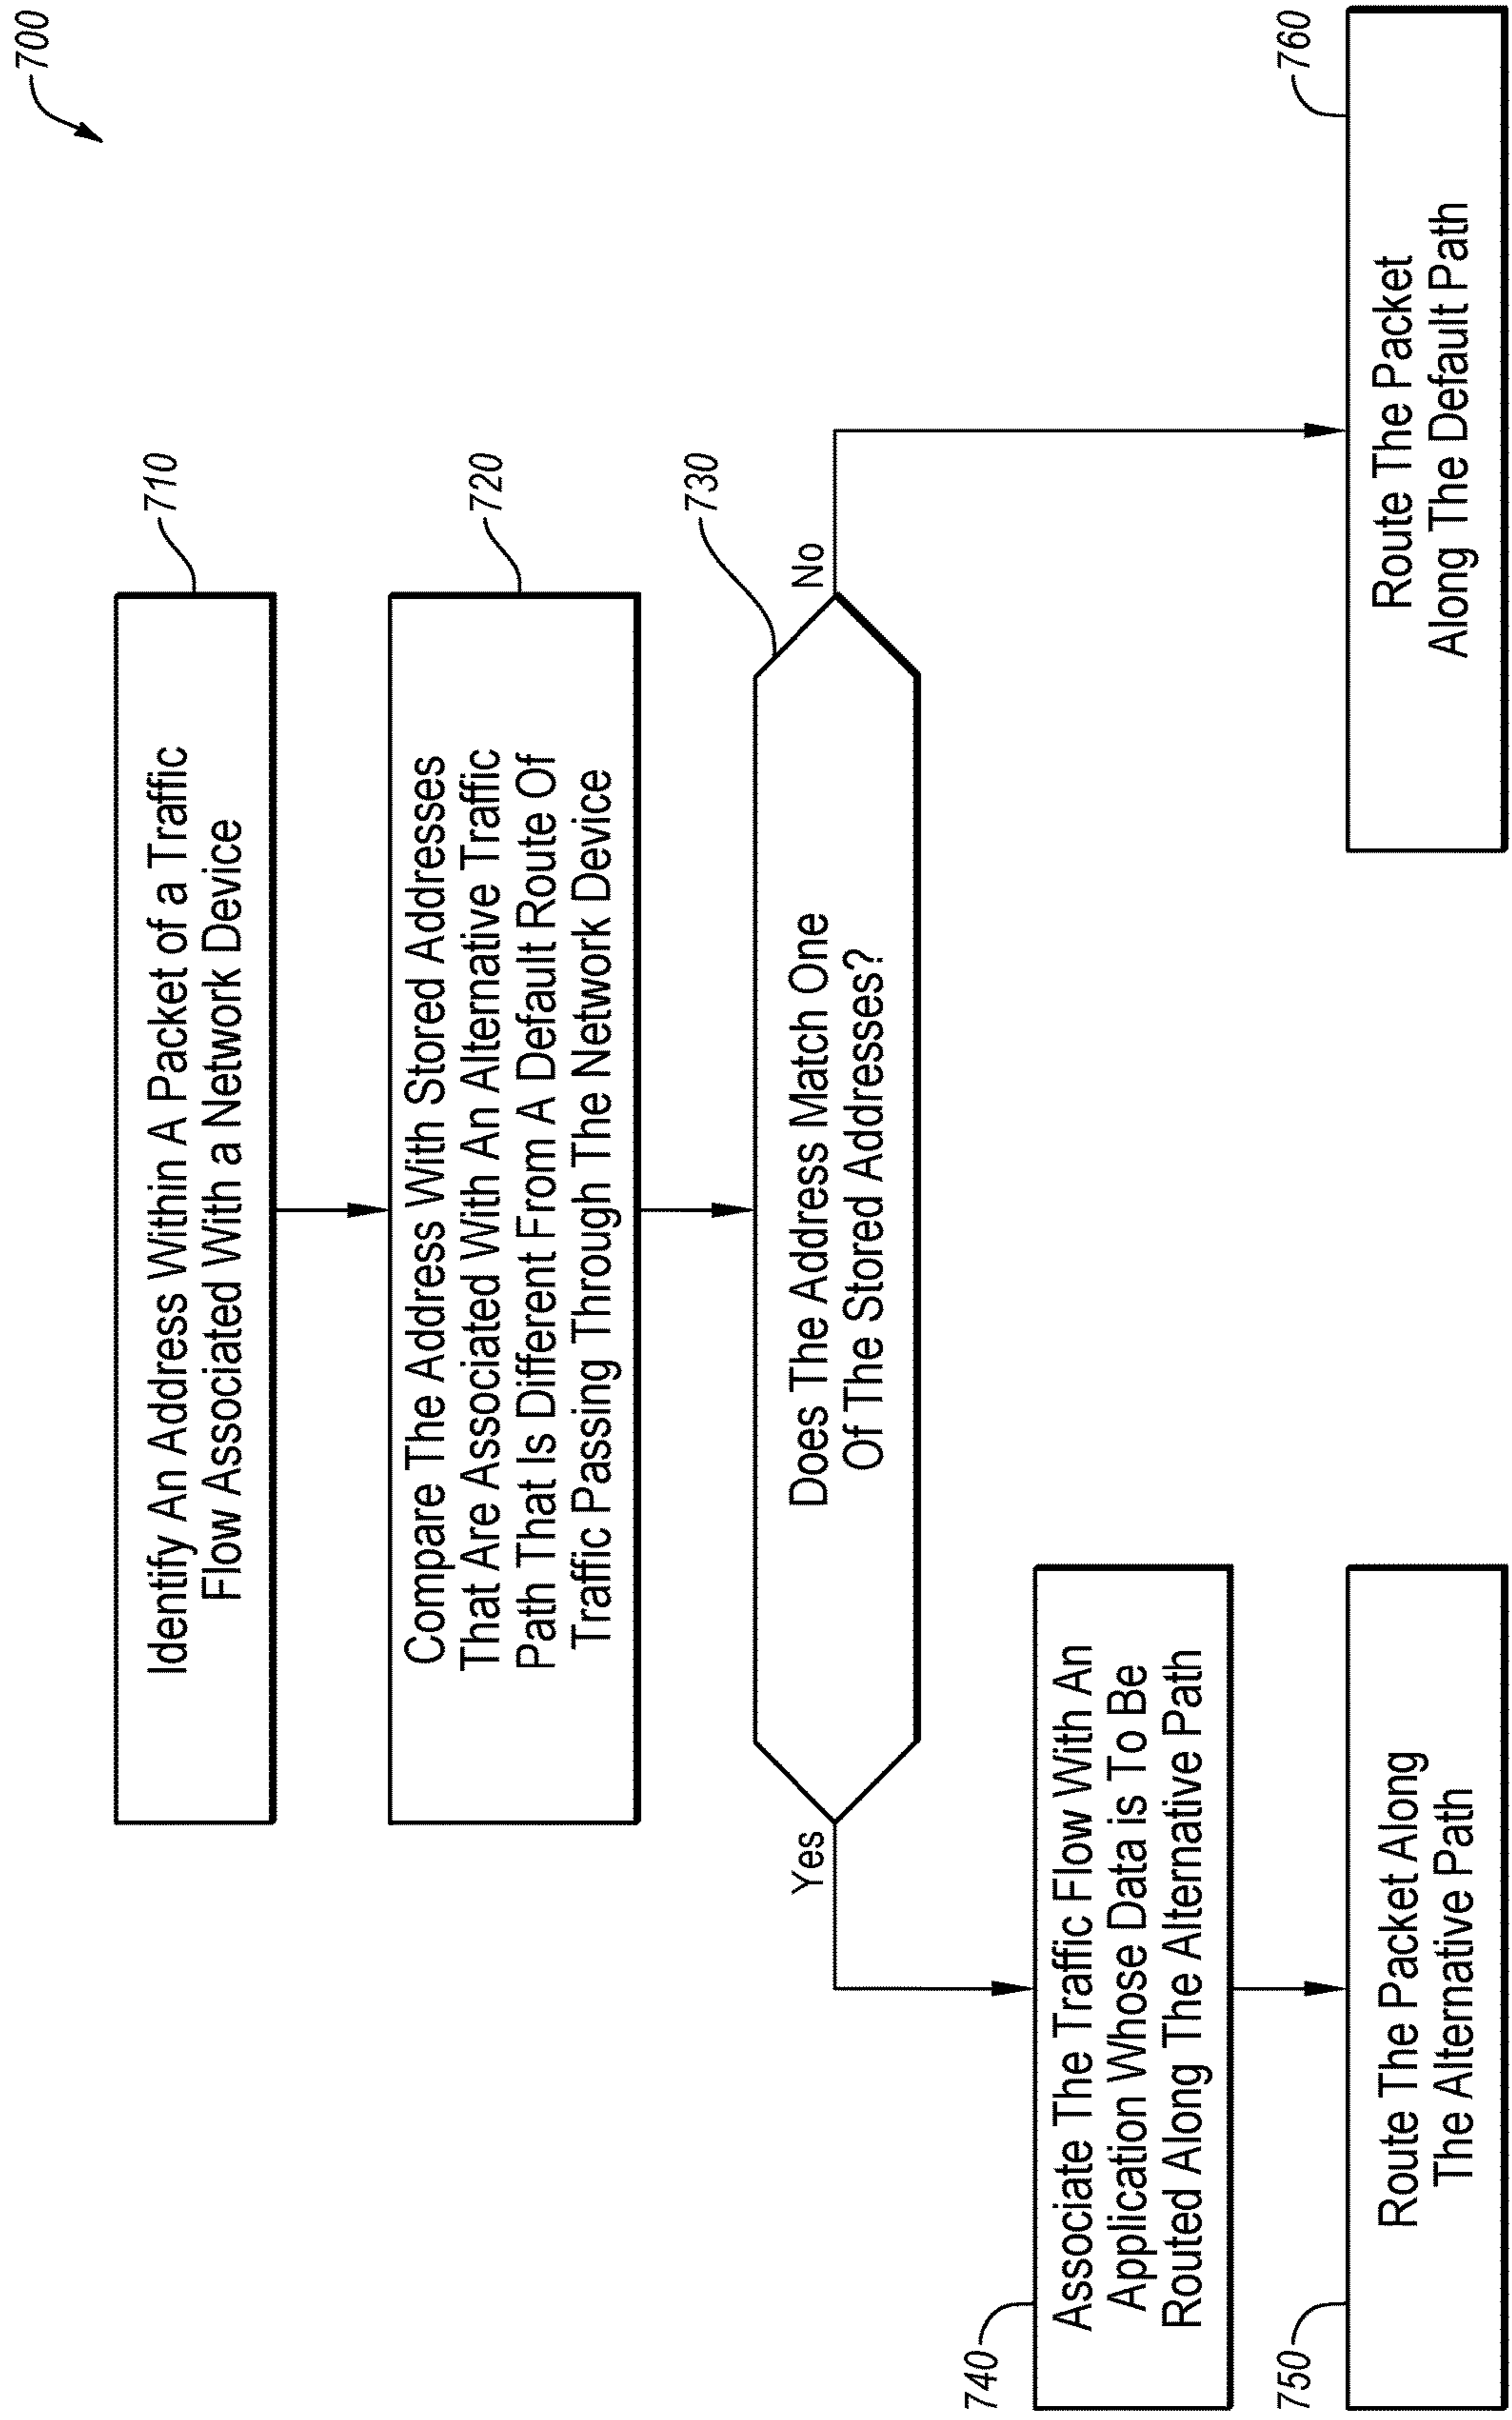 700
710
Identify An Address Within A Packet of a Traffic
Flow Associated With a Network Device
720
Compare The Address With Stored Addresses
That Are Associated With An Alternative Traffic
Path That Is Different From A Default Route Of
Traffic Passing Through The Network Device
730
Does The Address Match One
Of The Stored Addresses?
Yes
No
740
Associate The Traffic Flow With An
Application Whose Data is To Be
Routed Along The Alternative Path
750
Route The Packet Along
The Alternative Path
760
Route The Packet
Along The Default Path